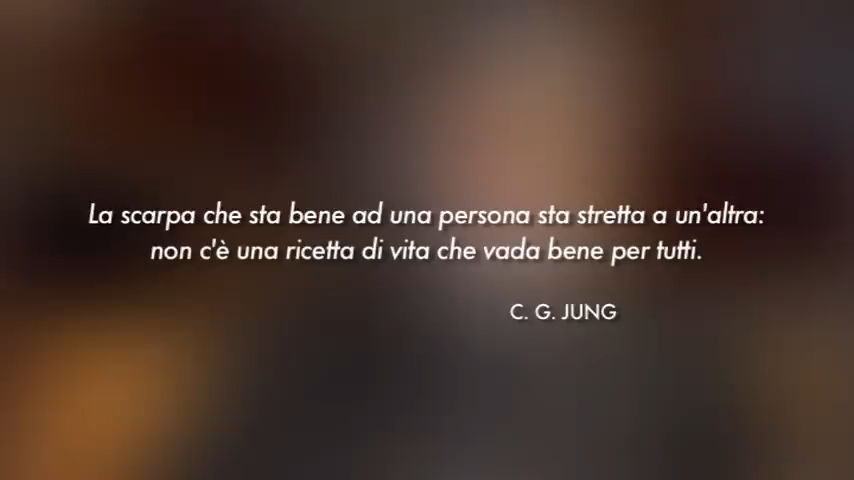 La scarpa che sta bene ad una persona sta stretta a un'altra:
non c'è una ricetta di vita che vada bene per tutti.
C. G. JUNG